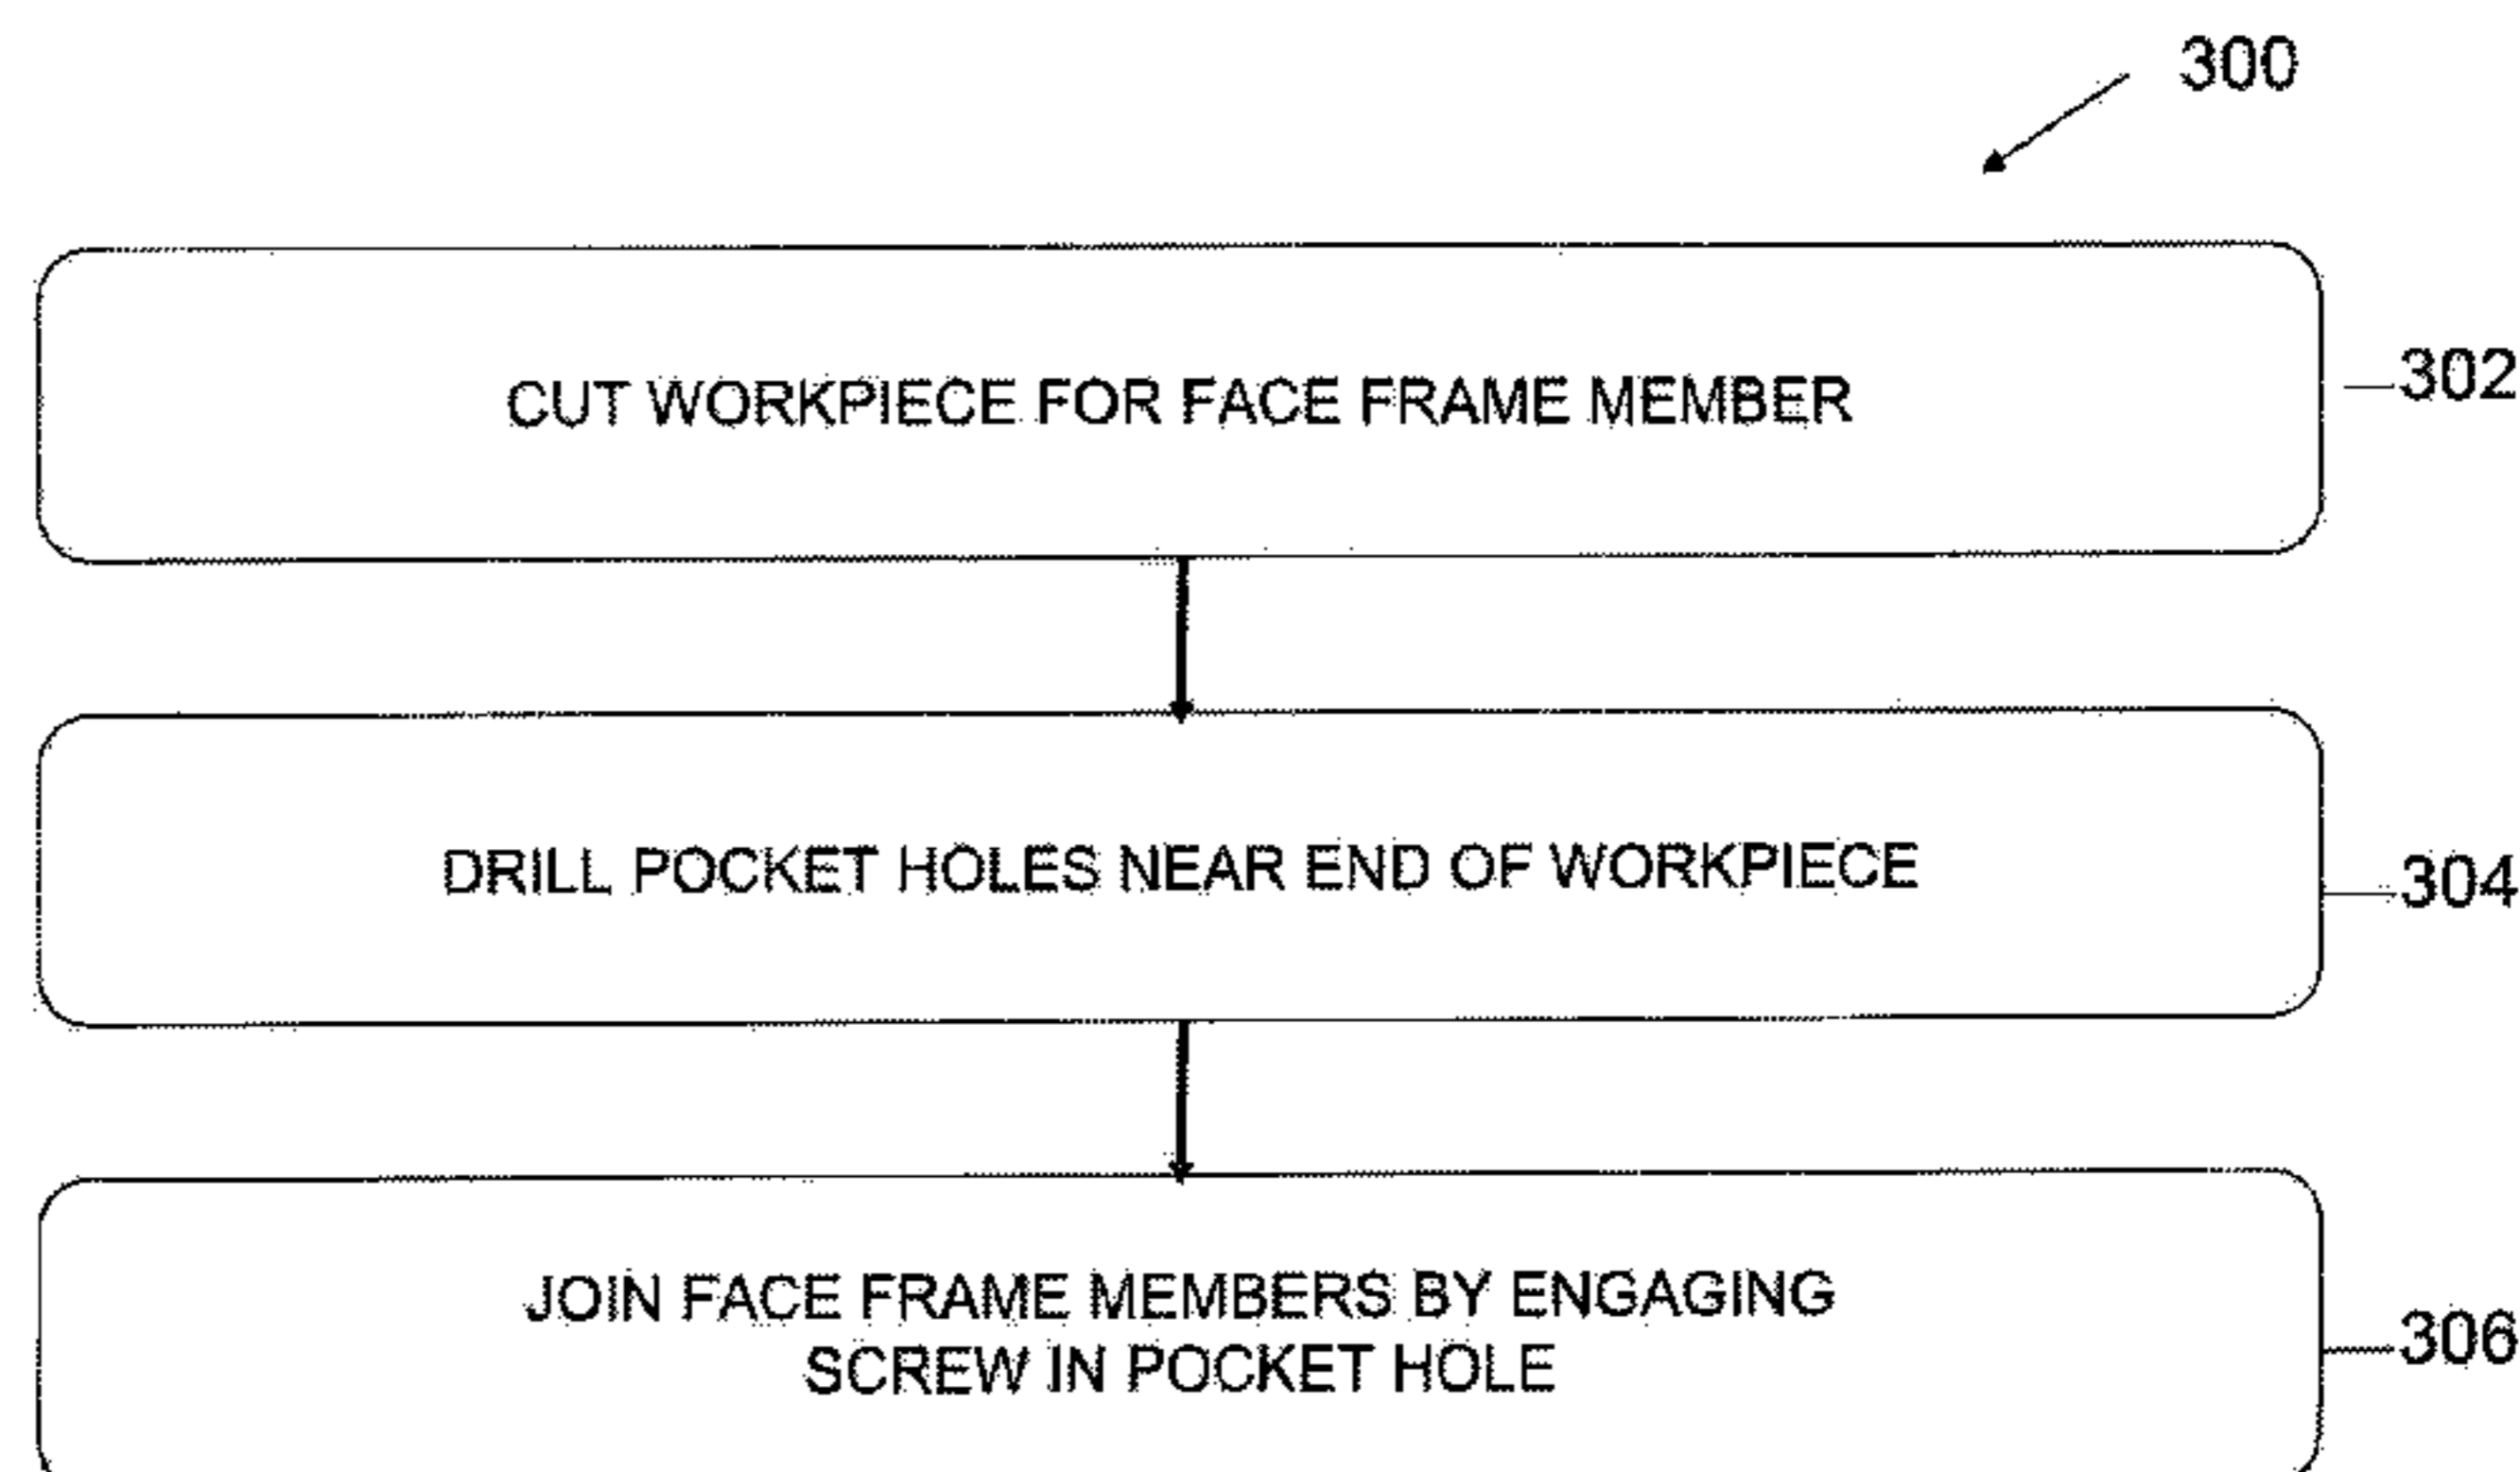 300
CUT WORKPIECE FOR FACE FRAME MEMBER
302
DRILL POCKET HOLES NEAR END OF WORKPIECE
304
JOIN FACE FRAME MEMBERS BY ENGAGING
SCREW IN POCKET HOLE
306